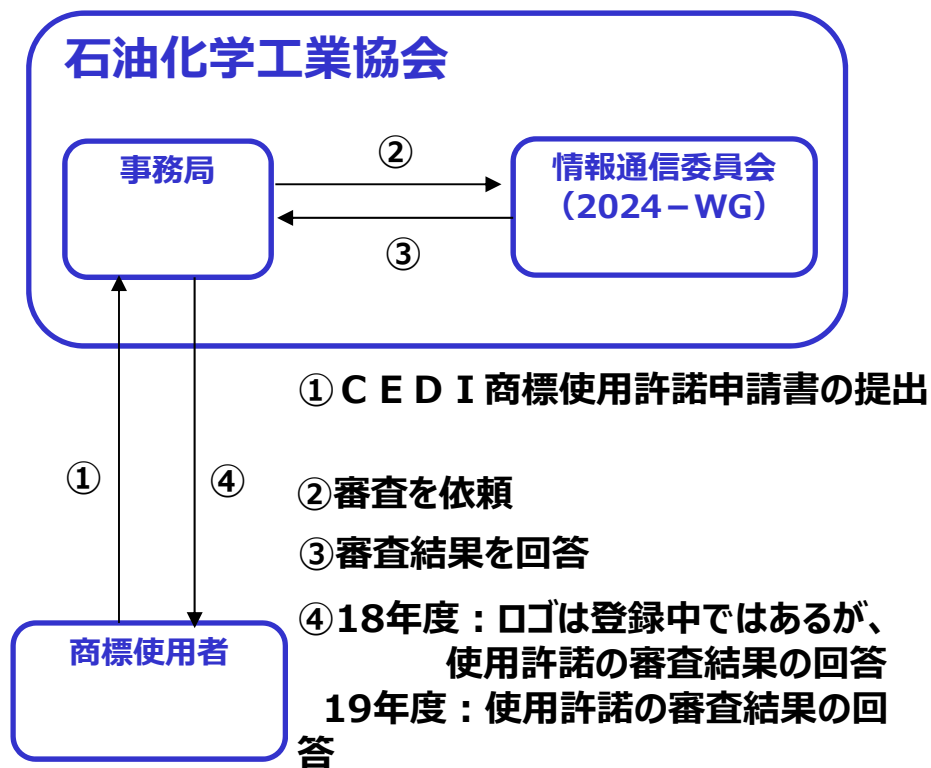 石油化学工業協会
事務局
②
情報通信委員会
（2024－WG）
③
①ＣＥＤＩ商標使用許諾申請書の提出
①
④
②審査を依頼
③審査結果を回答
④18年度：ロゴは登録中ではあるが、
使用許諾の審査結果の回答
19年度：使用許諾の審査結果の回
答
商標使用者